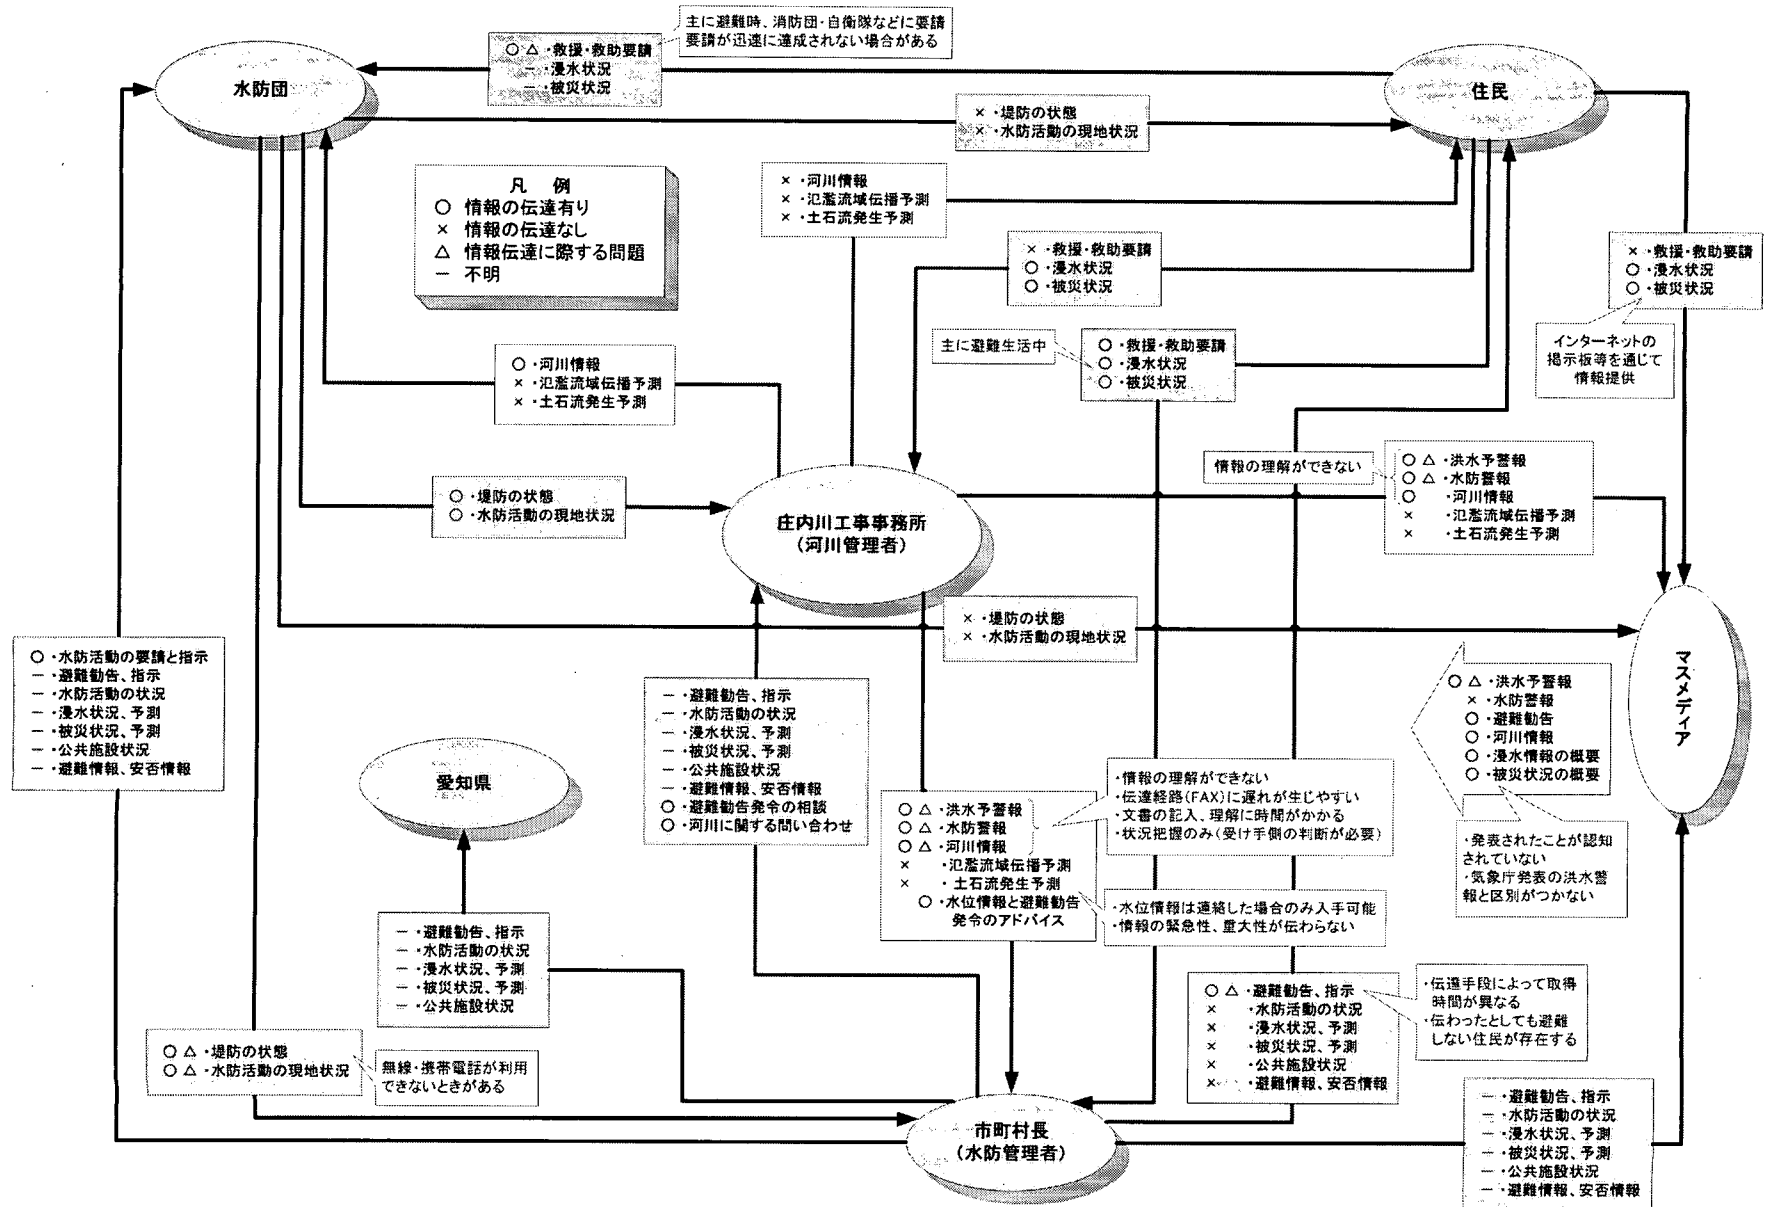 主に避難時、消防団・自衛隊などに要請
要請が迅速に達成されない場合がある
○ △ ・救援・救助要請
－ ・浸水状況
－ ・被災状況
水防団
住民
× ・堤防の状態
× ・水防活動の現地状況
凡 例
○ 情報の伝達有り
× 情報の伝達なし
△ 情報伝達に際する問題
－ 不明
× ・河川情報
× ・氾濫流域伝播予測
× ・土石流発生予測
× ・救援・救助要請
○ ・浸水状況
○ ・被災状況
× ・救援・救助要請
○ ・浸水状況
○ ・被災状況
インターネットの
掲示板等を通じて
情報提供
主に避難生活中
○ ・救援・救助要請
○ ・浸水状況
○ ・被災状況
○ ・河川情報
× ・氾濫流域伝播予測
× ・土石流発生予測
情報の理解ができない
○ △ ・洪水予警報
○ △ ・水防警報
○ ・河川情報
× ・氾濫流域伝播予測
× ・土石流発生予測
○ ・堤防の状態
○ ・水防活動の現地状況
庄内川工事事務所
（河川管理者）
× ・堤防の状態
× ・水防活動の現地状況
マスメディア
○ ・水防活動の要請と指示
－ ・避難勧告、指示
－ ・水防活動の状況
－ ・浸水状況、予測
－ ・被災状況、予測
－ ・公共施設状況
－ ・避難情報、安否情報
－ ・避難勧告、指示
－ ・水防活動の状況
－ ・浸水状況、予測
－ ・被災状況、予測
－ ・公共施設状況
－ ・避難情報、安否情報
○ ・避難勧告発令の相談
○ ・河川に関する問い合わせ
○ △ ・洪水予警報
× ・水防警報
○ ・避難勧告
○ ・河川情報
○ ・浸水情報の概要
○ ・被災状況の概要
・発表されたことが認知
されていない
・気象庁発表の洪水警
報と区別がつかない
愛知県
○ △ ・洪水予警報
○ △ ・水防警報
○ △ ・河川情報
× ・氾濫流域伝播予測
× ・土石流発生予測
○ ・水位情報と避難勧告
発令のアドバイス
・情報の理解ができない
・伝達経路(FAX)に遅れが生じやすい
・文書の記入、理解に時間がかかる
・状況把握のみ(受け手側の判断が必要)
・水位情報は連絡した場合のみ入手可能
・情報の緊急性、重大性が伝わらない
－ ・避難勧告、指示
－ ・水防活動の状況
－ ・浸水状況、予測
－ ・被災状況、予測
－ ・公共施設状況
○ △ ・避難勧告、指示
× ・水防活動の状況
× ・浸水状況、予測
× ・被災状況、予測
× ・公共施設状況
× ・避難情報、安否情報
・伝達手段によって取得
時間が異なる
・伝わったとしても避難
しない住民が存在する
○ △ ・堤防の状態
○ △ ・水防活動の現地状況
無線・携帯電話が利用
できないときがある
市町村長
（水防管理者）
－ ・避難勧告、指示
－ ・水防活動の状況
－ ・浸水状況、予測
－ ・被災状況、予測
－ ・公共施設状況
－ ・避難情報、安否情報